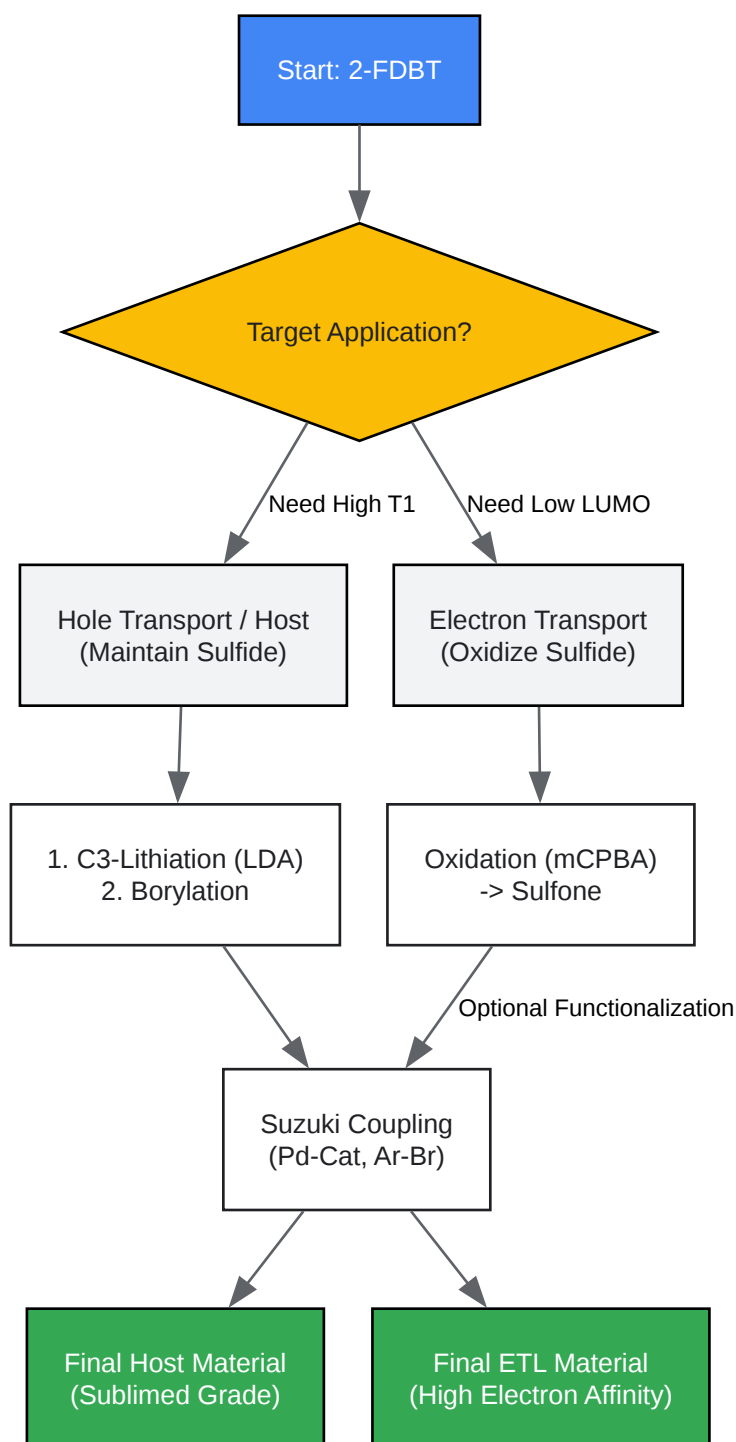 Start: 2-FDBT
Target Application?
Need High T1
Need Low LUMO
Hole Transport / Host
(Maintain Sulfide)
Electron Transport
(Oxidize Sulfide)
1. C3-Lithiation (LDA)
2. Borylation
Oxidation (mCPBA)
-> Sulfone
Optional Functionalization
Suzuki Coupling
(Pd-Cat, Ar-Br)
Final Host Material
(Sublimed Grade)
Final ETL Material
(High Electron Affinity)